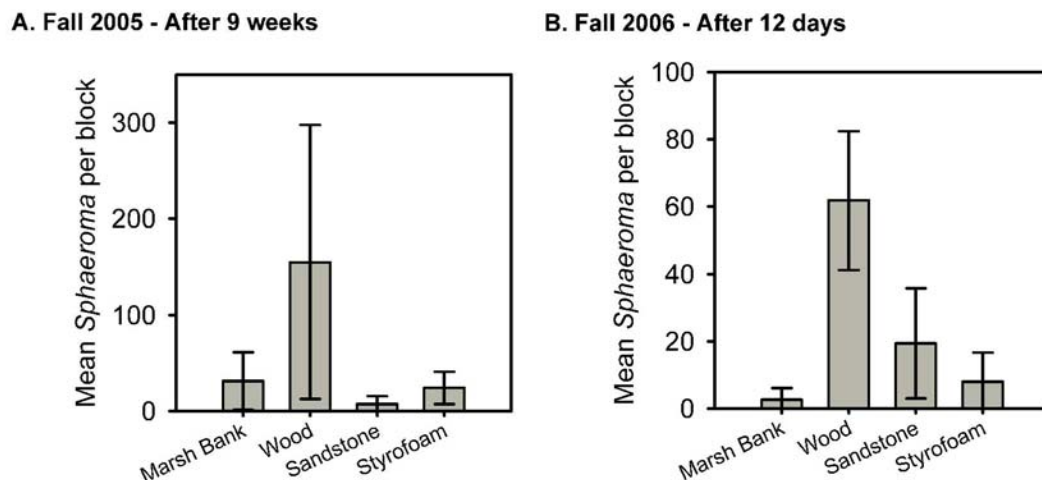 A. Fall 2005 - After 9 weeks
Mean Sphaeroma per block
300
200
100
0
Marsh Bank
Wood
Sandstone
Styrofoam
B. Fall 2006 - After 12 days
Mean Sphaeroma per block
100
80
60
40
20
0
Marsh Bank
Wood
Sandstone
Styrofoam